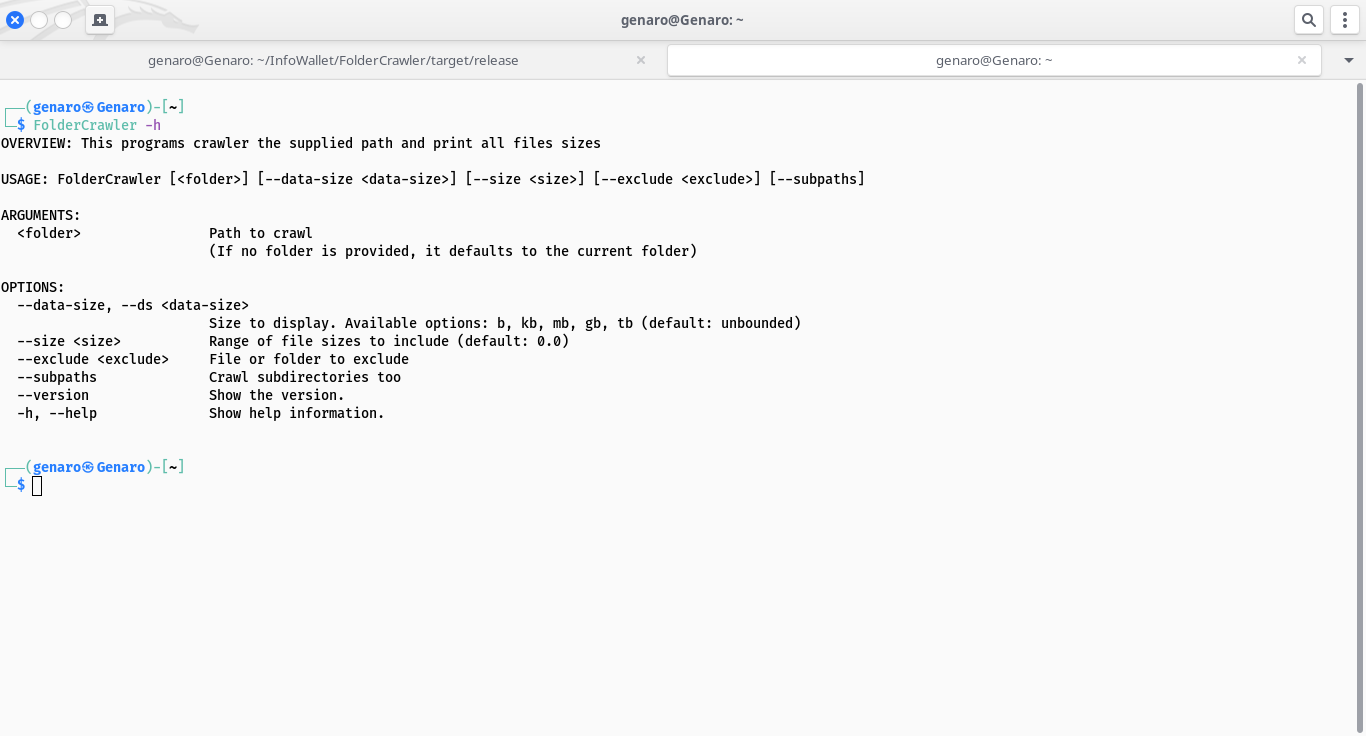 genaro@Genaro: ~
genaro@Genaro: ~/InfoWallet/FolderCrawler/target/release
genaro@Genaro: ~
┌──(genaro㉿Genaro)-[~]
└─$ FolderCrawler -h
OVERVIEW: This programs crawler the supplied path and print all files sizes
USAGE: FolderCrawler [<folder>] [--data-size <data-size>] [--size <size>] [--exclude <exclude>] [--subpaths]
ARGUMENTS:
<folder> Path to crawl
(If no folder is provided, it defaults to the current folder)
OPTIONS:
--data-size, --ds <data-size>
Size to display. Available options: b, kb, mb, gb, tb (default: unbounded)
--size <size> Range of file sizes to include (default: 0.0)
--exclude <exclude> File or folder to exclude
--subpaths Crawl subdirectories too
--version Show the version.
-h, --help Show help information.
┌──(genaro㉿Genaro)-[~]
└─$